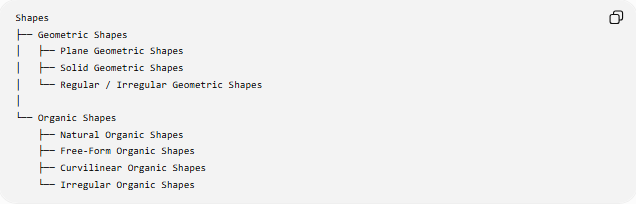 Shapes
├── Geometric Shapes
│   ├── Plane Geometric Shapes
│   ├── Solid Geometric Shapes
│   └── Regular / Irregular Geometric Shapes
│
└── Organic Shapes
    ├── Natural Organic Shapes
    ├── Free-Form Organic Shapes
    ├── Curvilinear Organic Shapes
    └── Irregular Organic Shapes